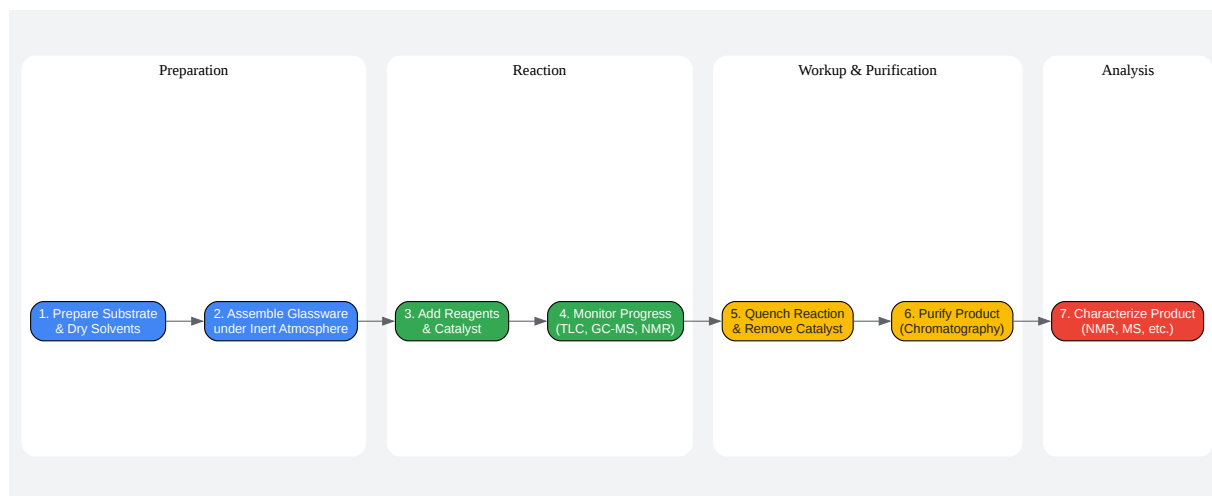 Preparation
Reaction
Workup & Purification
Analysis
1. Prepare Substrate
& Dry Solvents
2. Assemble Glassware
under Inert Atmosphere
3. Add Reagents
& Catalyst
4. Monitor Progress
(TLC, GC-MS, NMR)
5. Quench Reaction
& Remove Catalyst
6. Purify Product
(Chromatography)
7. Characterize Product
(NMR, MS, etc.)